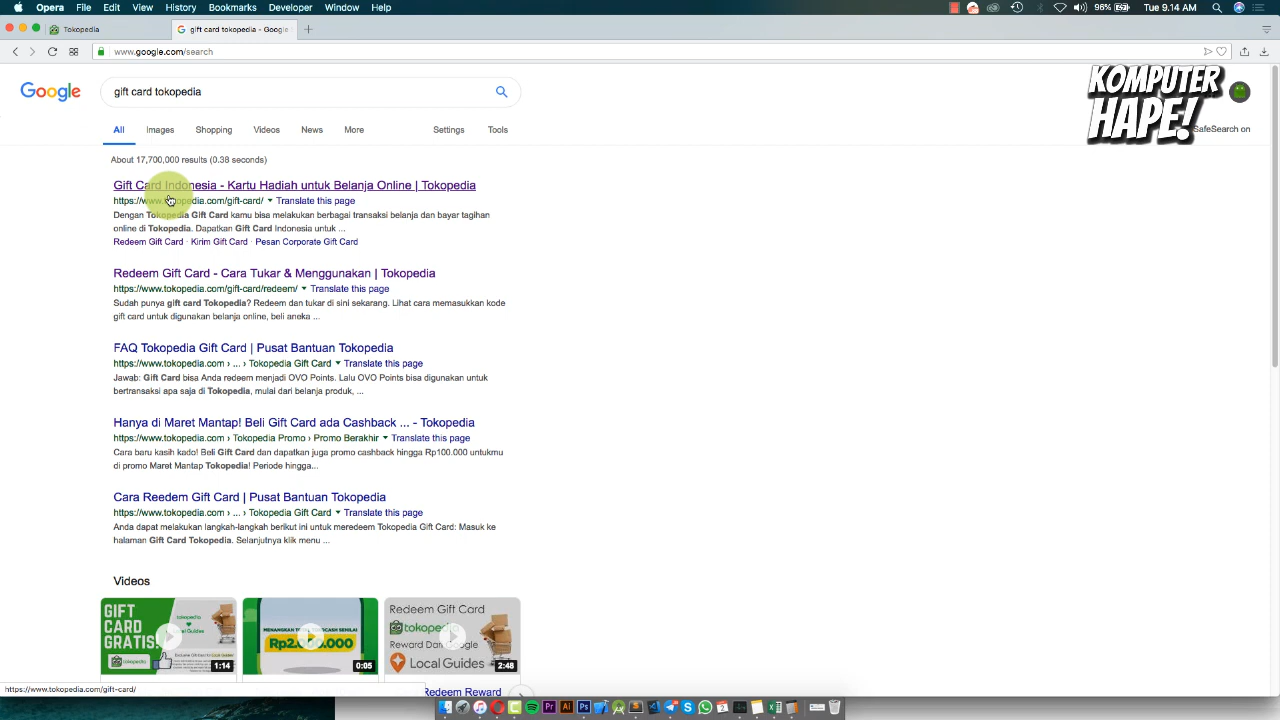 Opera File Edit View History Bookmarks Developer Window Help 98% Tue 9.14 AM
Tokopedia gift card tokopedia - Google
www.google.com/search
KOMPUTER
HAPE!
Google gift card tokopedia
SafeSearch on
All Images Shopping Videos News More Settings Tools
About 17,700,000 results (0.38 seconds)
Gift Card Indonesia - Kartu Hadiah untuk Belanja Online | Tokopedia
https://www.tokopedia.com/gift-card/ Translate this page
Dengan Tokopedia Gift Card kamu bisa melakukan berbagai transaksi belanja dan bayar tagihan
online di Tokopedia. Dapatkan Gift Card Indonesia untuk ...
Redeem Gift Card · Kirim Gift Card · Pesan Corporate Gift Card
Redeem Gift Card - Cara Tukar & Menggunakan | Tokopedia
https://www.tokopedia.com/gift-card/redeem/ Translate this page
Sudah punya gift card Tokopedia? Redeem dan tukar di sini sekarang. Lihat cara memasukkan kode
gift card untuk digunakan belanja online, beli aneka ...
FAQ Tokopedia Gift Card | Pusat Bantuan Tokopedia
https://www.tokopedia.com › ... › Tokopedia Gift Card Translate this page
Jawab: Gift Card bisa Anda redeem menjadi OVO Points. Lalu OVO Points bisa digunakan untuk
bertransaksi apa saja di Tokopedia, mulai dari belanja produk, ...
Hanya di Maret Mantap! Beli Gift Card ada Cashback ... - Tokopedia
https://www.tokopedia.com › Tokopedia Promo › Promo Berakhir Translate this page
Cara baru kasih kado! Beli Gift Card dan dapatkan juga promo cashback hingga Rp100.000 untukmu
di promo Maret Mantap Tokopedia! Periode hingga...
Cara Reedem Gift Card | Pusat Bantuan Tokopedia
https://www.tokopedia.com › ... › Tokopedia Gift Card Translate this page
Anda dapat melakukan langkah-langkah berikut ini untuk meredeem Tokopedia Gift Card: Masuk ke
halaman Gift Card Tokopedia. Selanjutnya klik menu ...
Videos
GIFT
CARD
GRATIS!
tokopedia
Local Guides
tokopedia
1:14
Rp2.000.000
0:05
Redeem Gift Card
tokopedia
Reward Dari Google
Local Guides
2:48
https://www.tokopedia.com/gift-card/
Redeem Reward